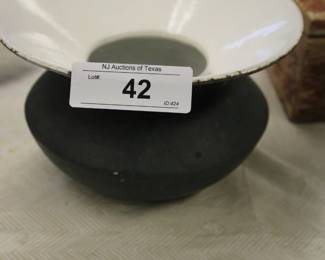 NJ Auctions of Texas
Lot#:
42
ID:424